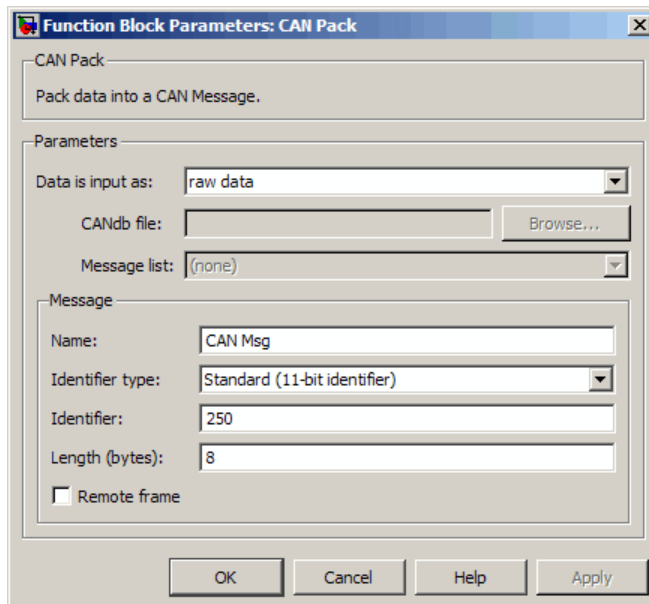 Function Block Parameters: CAN Pack
CAN Pack
Pack data into a CAN Message.
Parameters
Data is input as: raw data
CANdb file: Browse...
Message list: (none)
Message
Name: CAN Msg
Identifier type: Standard (11-bit identifier)
Identifier: 250
Length (bytes): 8
Remote frame
OK Cancel Help Apply